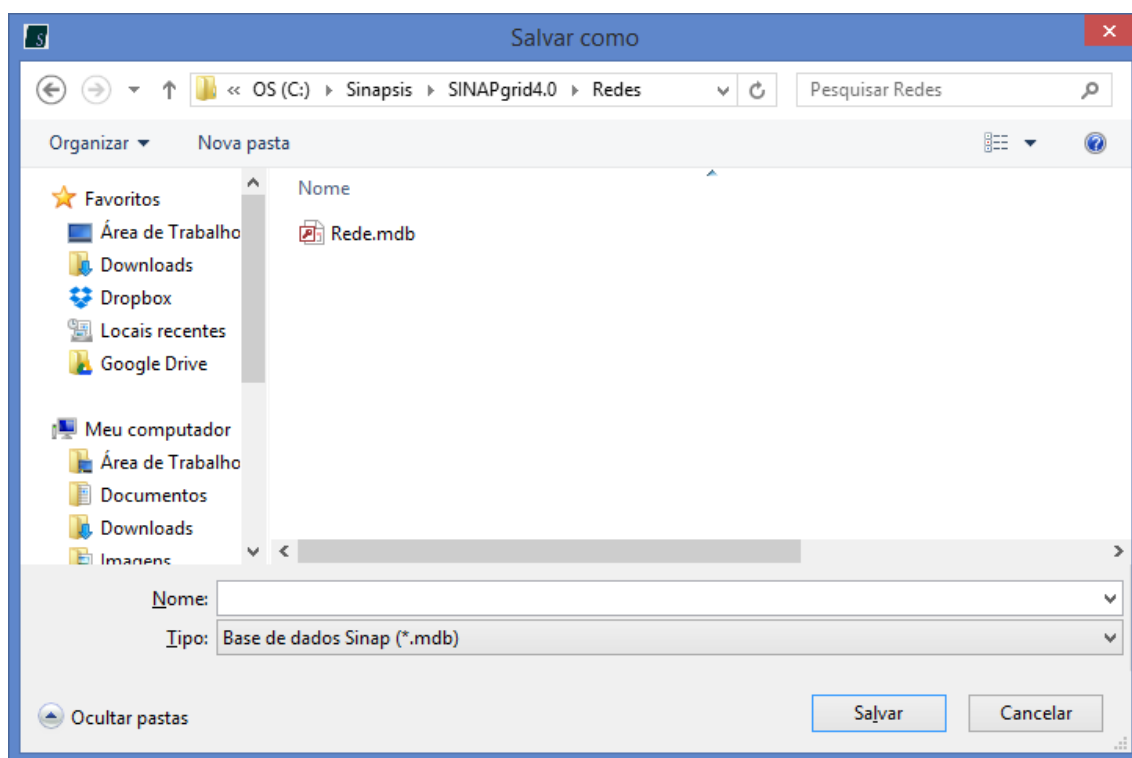 Salvar como
« OS (C:) Sinapsis SINAPgrid4.0 Redes
Pesquisar Redes
Organizar
Nova pasta
Favoritos
Área de Trabalho
Downloads
Dropbox
Locais recentes
Google Drive
Meu computador
Área de Trabalho
Documentos
Downloads
Imagens
Nome
Rede.mdb
Nome:
Tipo: Base de dados Sinap (*.mdb)
Ocultar pastas
Salvar
Cancelar